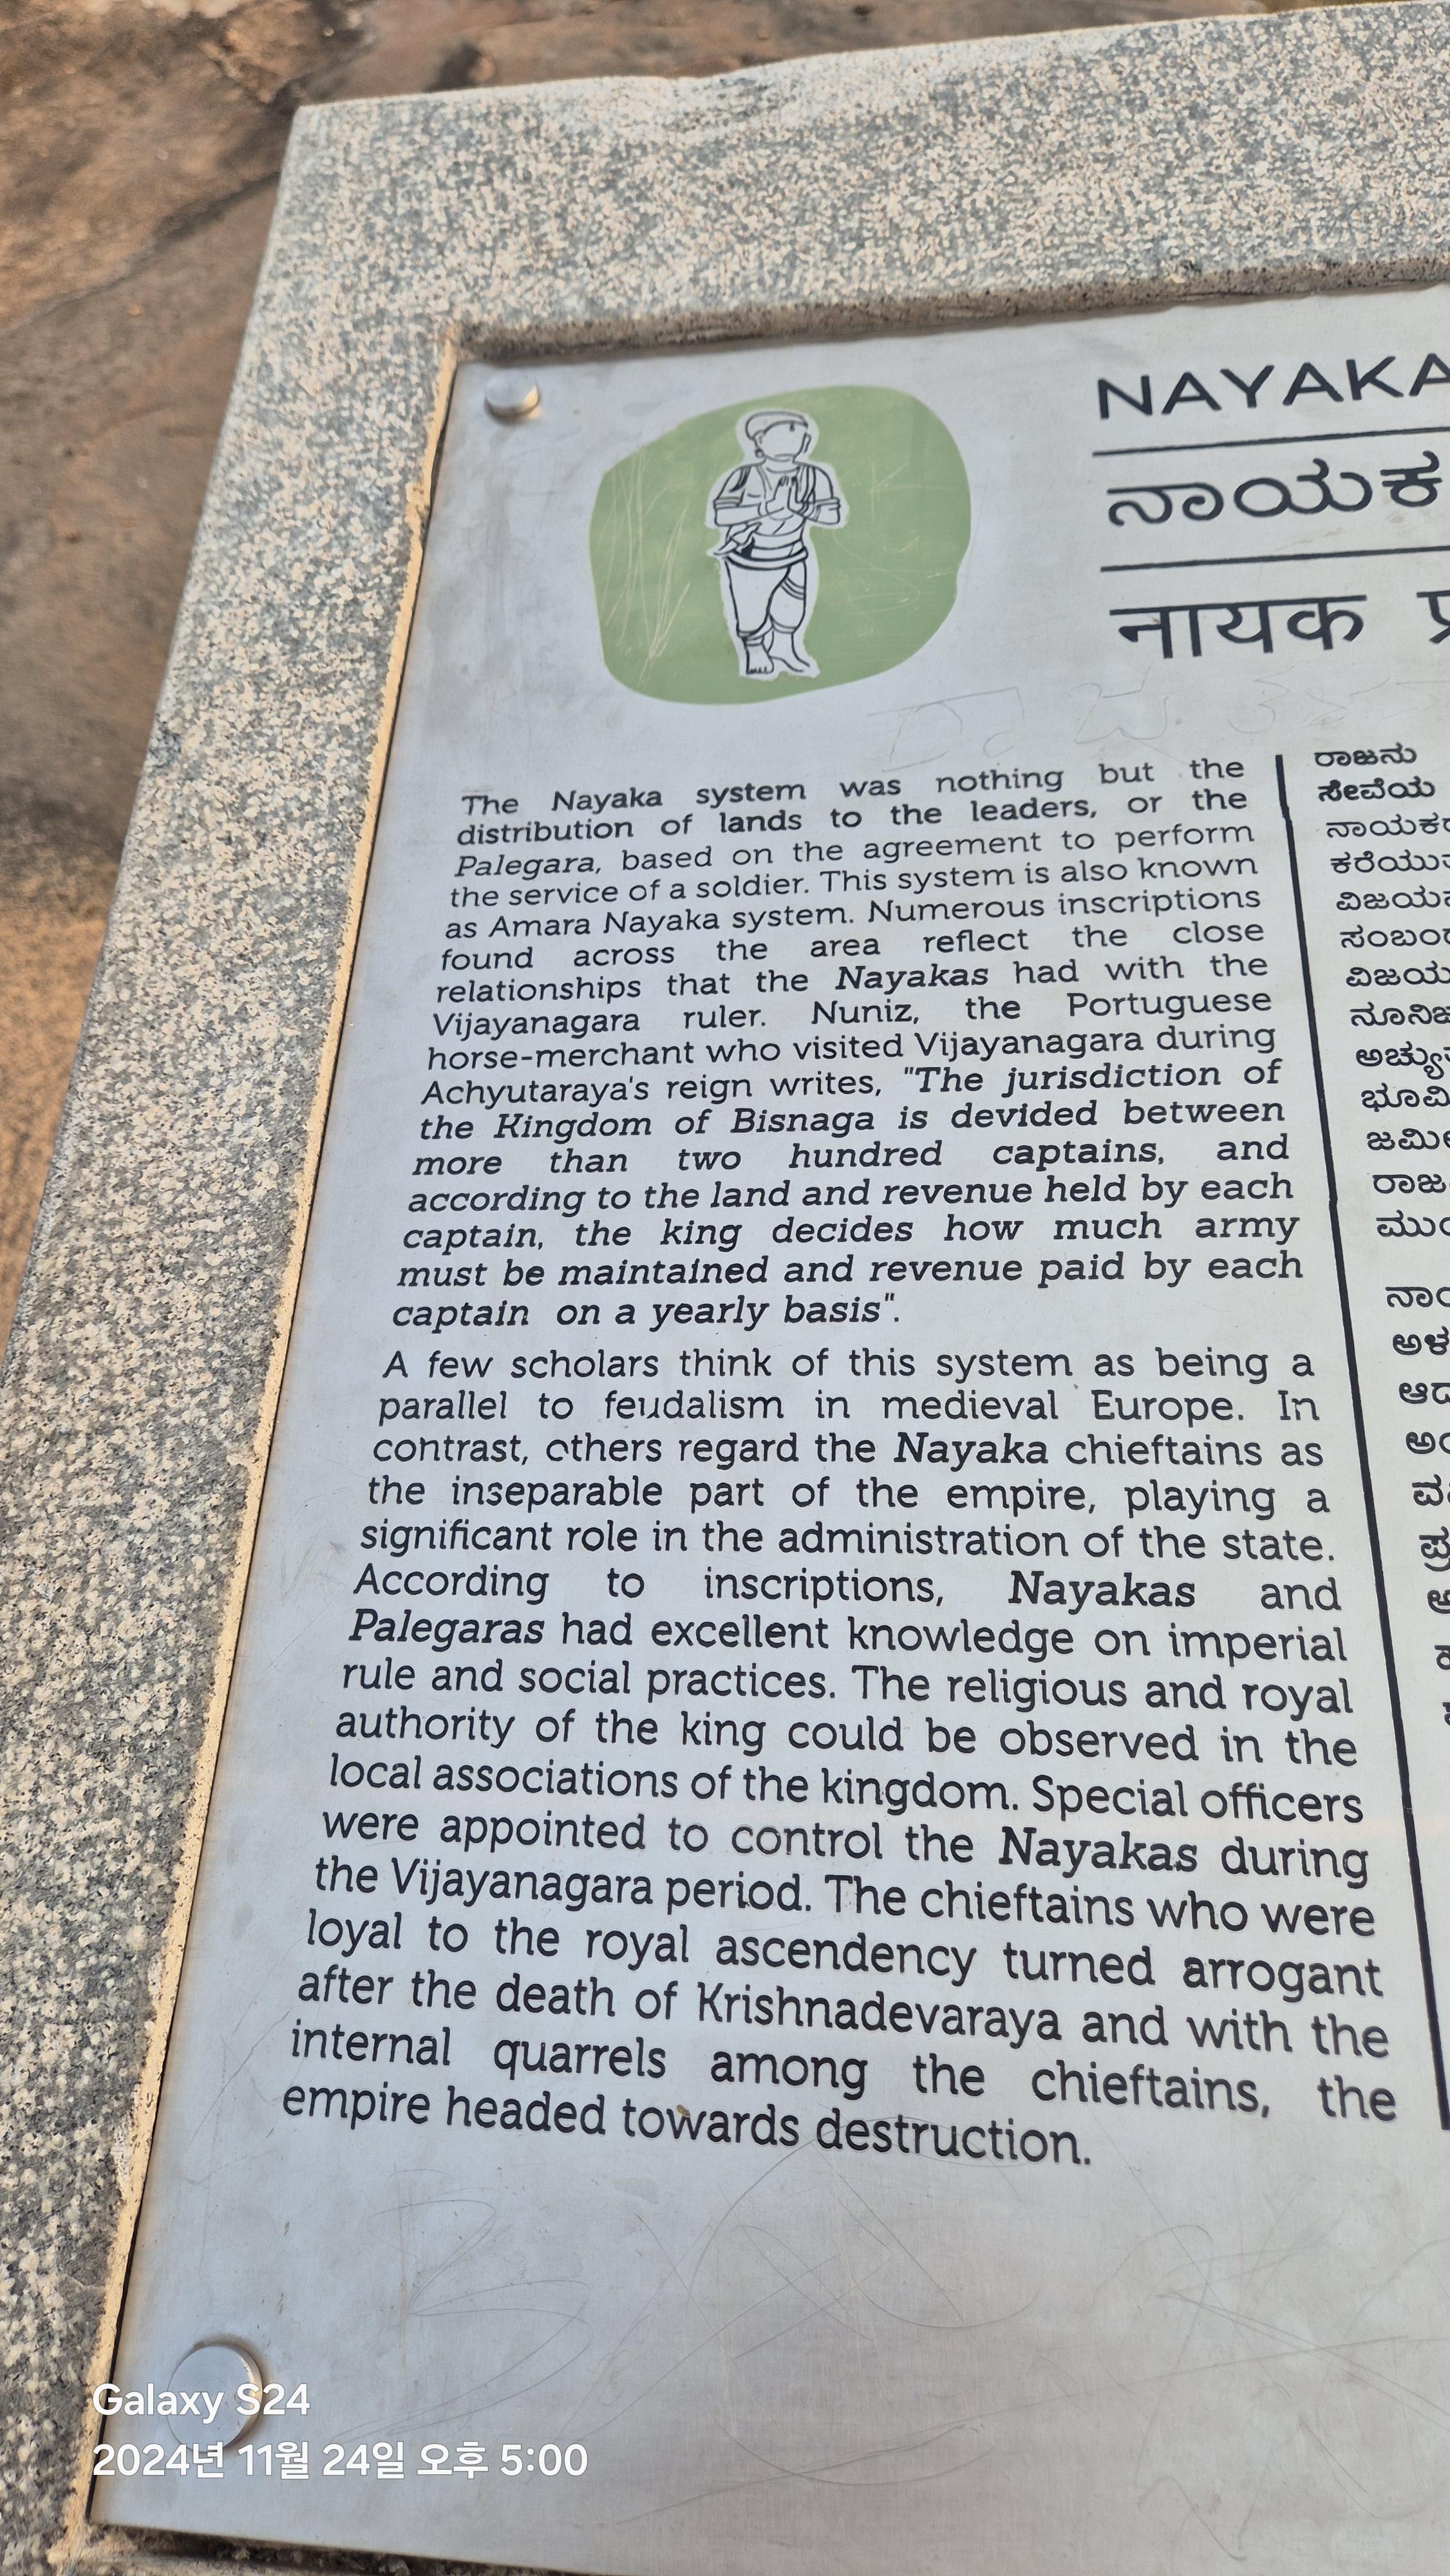 NAYAKA
ನಾಯಕ
नायक
The Nayaka system was nothing but the
distribution of lands to the leaders, or the
Palegara, based on the agreement to perform
the service of a soldier. This system is also known
as Amara Nayaka system. Numerous inscriptions
found across the area reflect the close
relationships that the Nayakas had with the
Vijayanagara ruler. Nuniz, the Portuguese
horse-merchant who visited Vijayanagara during
Achyutaraya's reign writes, "The jurisdiction of
the Kingdom of Bisnaga is devided between
more than two hundred captains, and
according to the land and revenue held by each
captain, the king decides how much army
must be maintained and revenue paid by each
captain on a yearly basis".
A few scholars think of this system as being a
parallel to feudalism in medieval Europe. In
contrast, others regard the Nayaka chieftains as
the inseparable part of the empire, playing a
significant role in the administration of the state.
According to inscriptions, Nayakas and
Palegaras had excellent knowledge on imperial
rule and social practices. The religious and royal
authority of the king could be observed in the
local associations of the kingdom. Special officers
were appointed to control the Nayakas during
the Vijayanagara period. The chieftains who were
loyal to the royal ascendency turned arrogant
after the death of Krishnadevaraya and with the
internal quarrels among the chieftains, the
empire headed towards destruction.
ರಾಜನು
ಸೇವೆಯ
Galaxy S24
2024년 11월 24일 오후 5:00